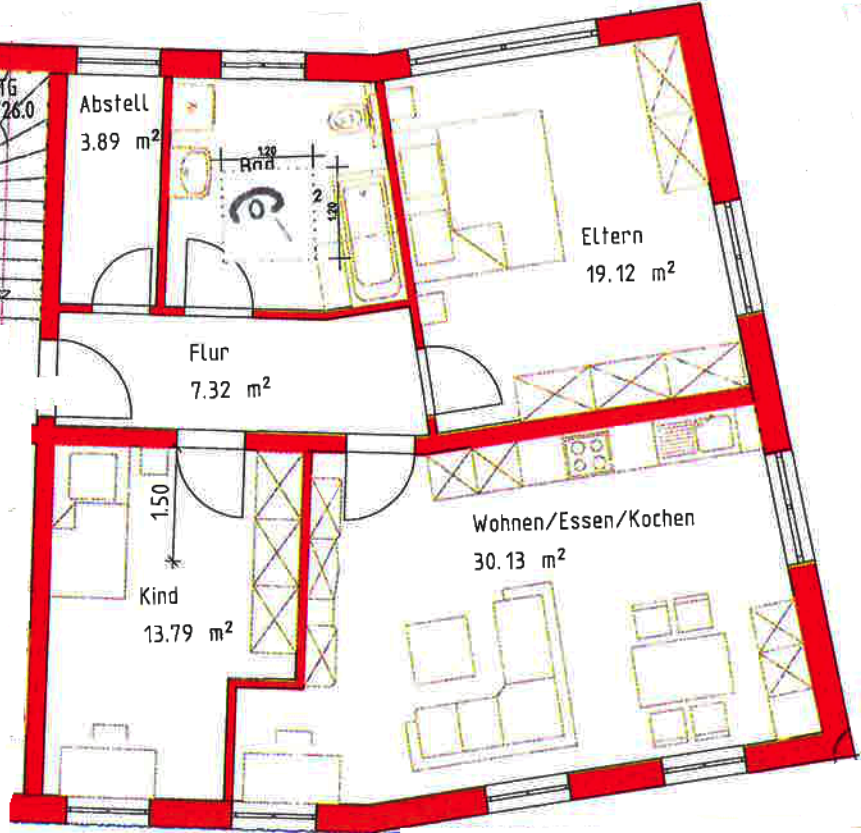 TG
26.0
Abstell
3.89 m²
1.20
Bad
2
1.20
Eltern
19.12 m²
Flur
7.32 m²
1.50
Wohnen/Essen/Kochen
30.13 m²
Kind
13.79 m²